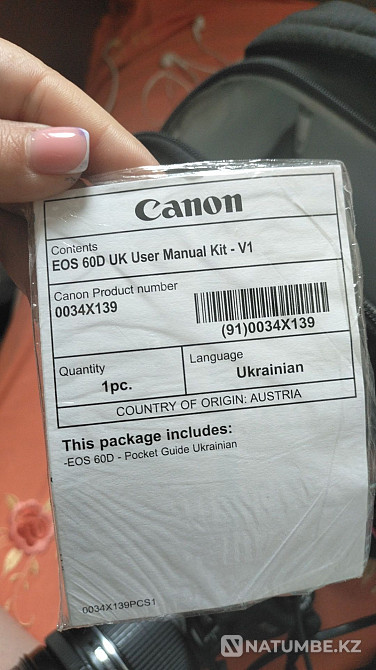 Canon
Contents
EOS 60D UK User Manual Kit - V1
Canon Product number
0034X139
(91)0034X139
Quantity
1pc.
Language
Ukrainian
COUNTRY OF ORIGIN: AUSTRIA
This package includes:
-EOS 60D - Pocket Guide Ukrainian
0034X139PCS1
NATUMBE.KZ